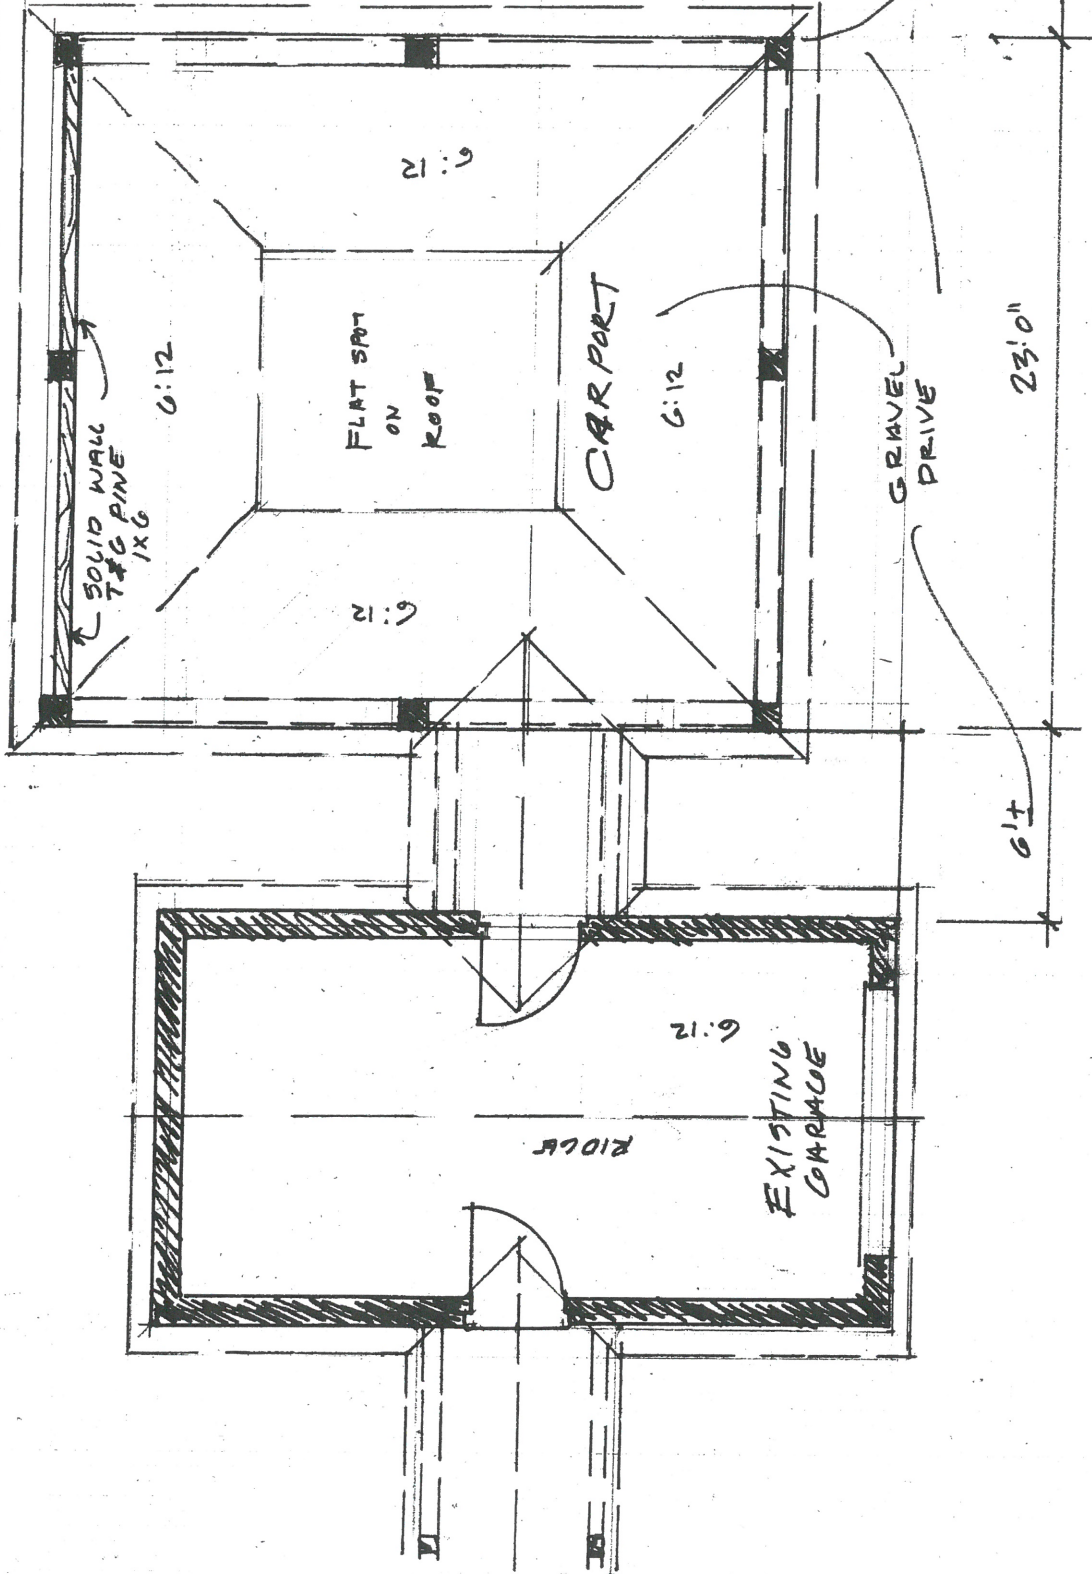 6:12
SOLID WALL
T&G PINE
1X6
6:12
FLAT SPOT
ON
ROOF
CARPORT
6:12
GRAVEL
DRIVE
23'0"
6:12
6'±
6:12
RIDGE
EXISTING
GARAGE